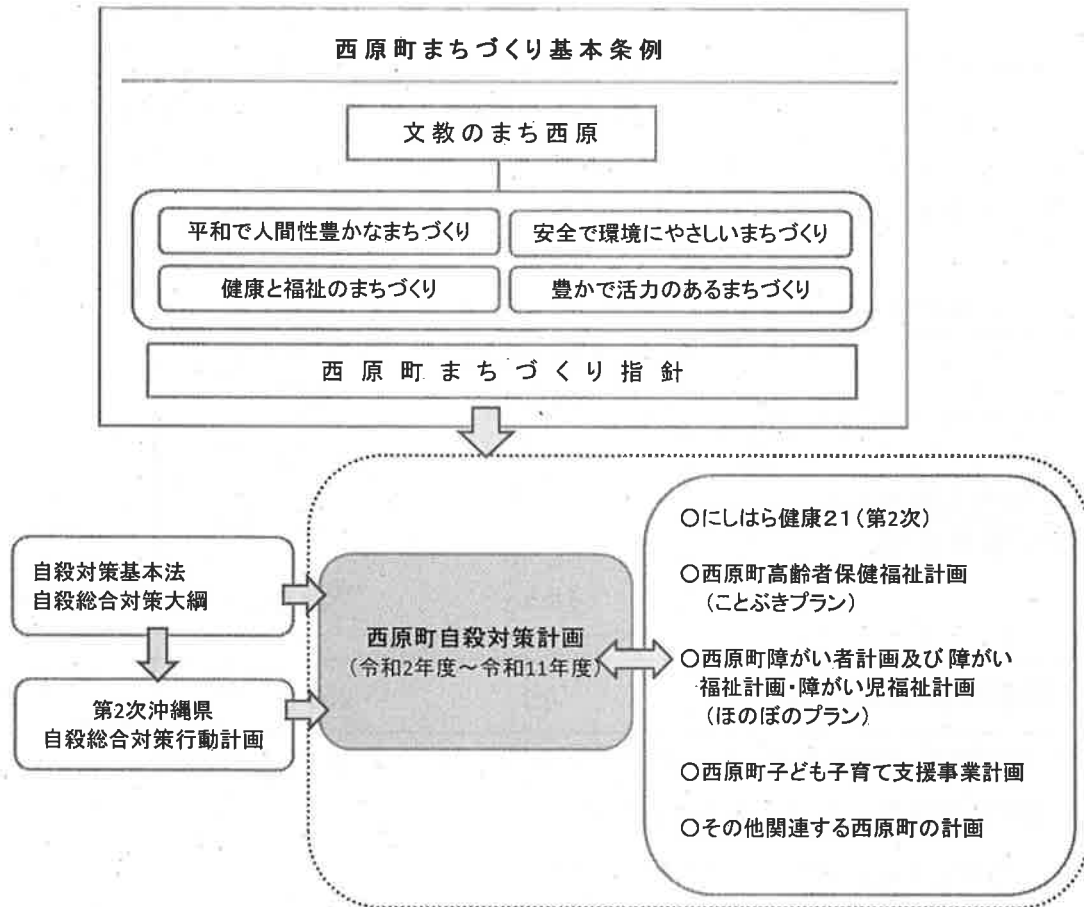 西原町まちづくり基本条例
文教のまち西原
平和で人間性豊かなまちづくり
安全で環境にやさしいまちづくり
健康と福祉のまちづくり
豊かで活力のあるまちづくり
西原町まちづくり指針
自殺対策基本法
自殺総合対策大綱
第2次沖縄県
自殺総合対策行動計画
西原町自殺対策計画
(令和2年度～令和11年度)
〇にしはら健康21(第2次)
〇西原町高齢者保健福祉計画
(ことぶきプラン)
〇西原町障がい者計画及び障がい
福祉計画・障がい児福祉計画
(ほのぼのプラン)
〇西原町子ども子育て支援事業計画
〇その他関連する西原町の計画